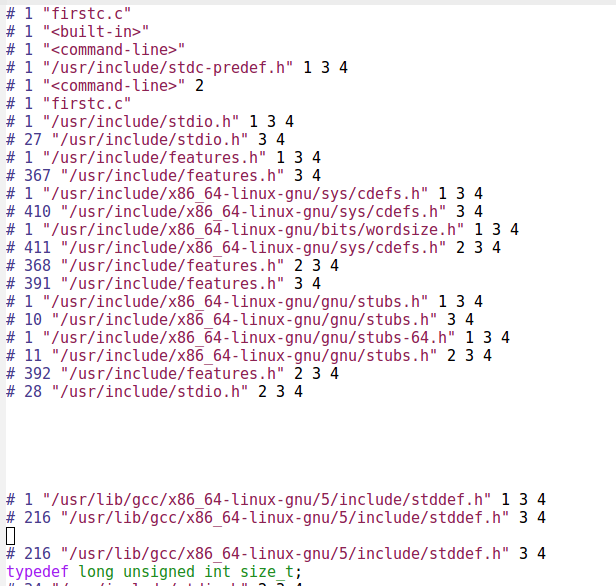 # 1 "firstc.c"
# 1 "<built-in>"
# 1 "<command-line>"
# 1 "/usr/include/stdc-predef.h" 1 3 4
# 1 "<command-line>" 2
# 1 "firstc.c"
# 1 "/usr/include/stdio.h" 1 3 4
# 27 "/usr/include/stdio.h" 3 4
# 1 "/usr/include/features.h" 1 3 4
# 367 "/usr/include/features.h" 3 4
# 1 "/usr/include/x86_64-linux-gnu/sys/cdefs.h" 1 3 4
# 410 "/usr/include/x86_64-linux-gnu/sys/cdefs.h" 3 4
# 1 "/usr/include/x86_64-linux-gnu/bits/wordsize.h" 1 3 4
# 411 "/usr/include/x86_64-linux-gnu/sys/cdefs.h" 2 3 4
# 368 "/usr/include/features.h" 2 3 4
# 391 "/usr/include/features.h" 3 4
# 1 "/usr/include/x86_64-linux-gnu/gnu/stubs.h" 1 3 4
# 10 "/usr/include/x86_64-linux-gnu/gnu/stubs.h" 3 4
# 1 "/usr/include/x86_64-linux-gnu/gnu/stubs-64.h" 1 3 4
# 11 "/usr/include/x86_64-linux-gnu/gnu/stubs.h" 2 3 4
# 392 "/usr/include/features.h" 2 3 4
# 28 "/usr/include/stdio.h" 2 3 4
# 1 "/usr/lib/gcc/x86_64-linux-gnu/5/include/stddef.h" 1 3 4
# 216 "/usr/lib/gcc/x86_64-linux-gnu/5/include/stddef.h" 3 4
# 216 "/usr/lib/gcc/x86_64-linux-gnu/5/include/stddef.h" 3 4
typedef long unsigned int size_t;